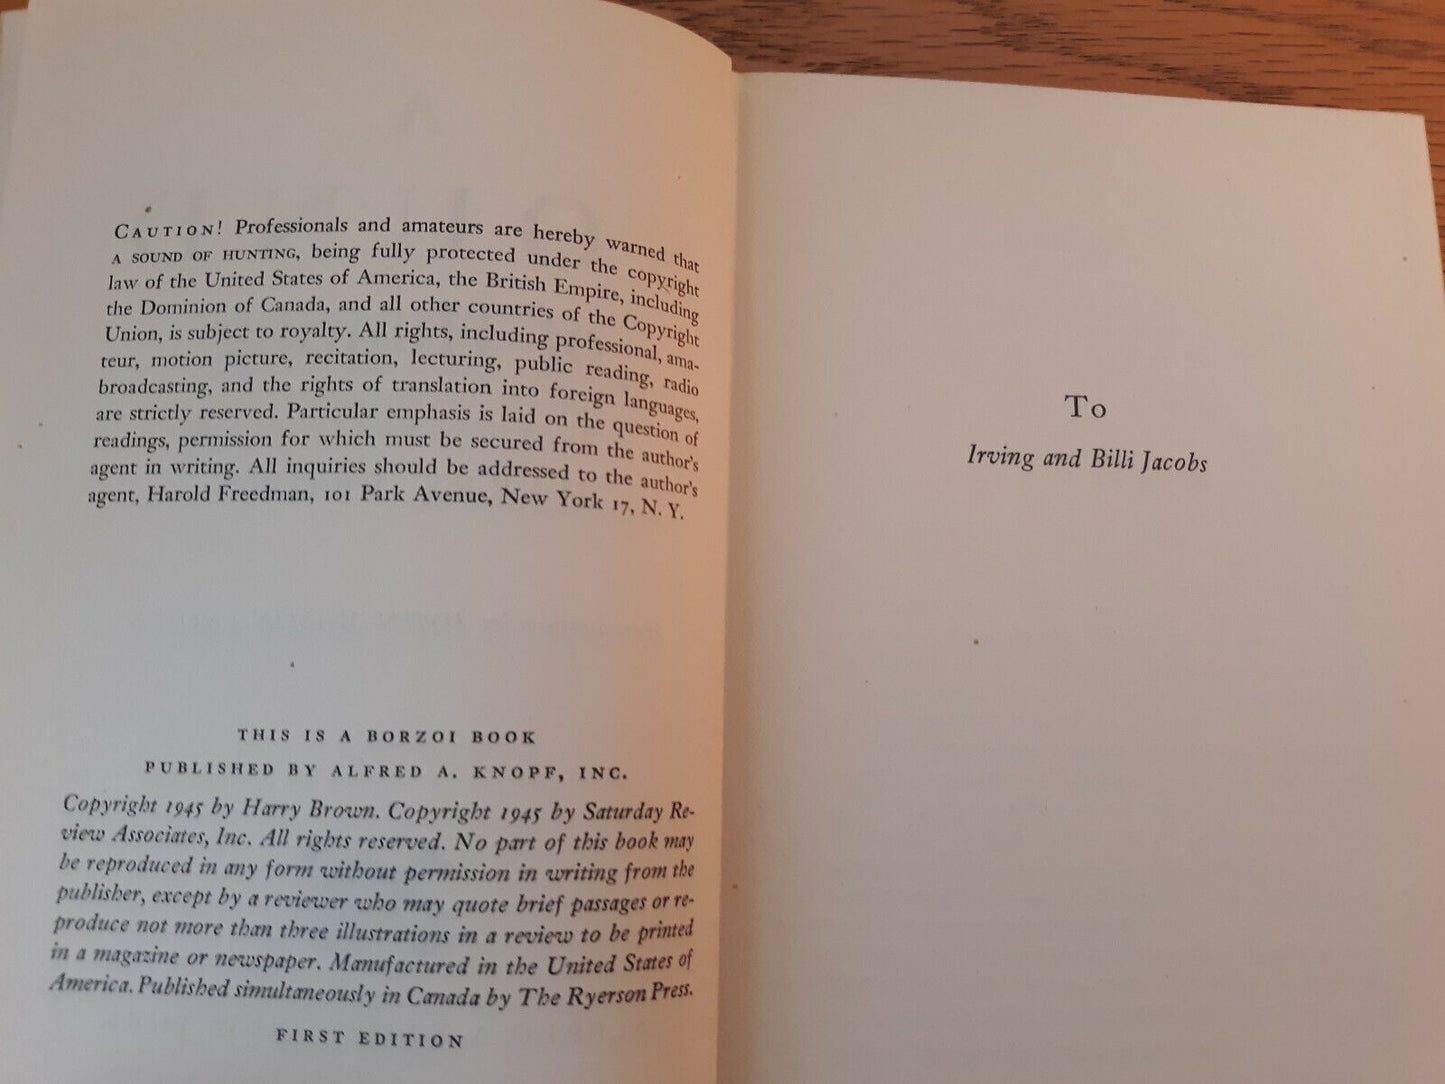 CAUTION! Professionals and amateurs are hereby warned that
A SOUND OF HUNTING, being fully protected under the copyright
law of the United States of America, the British Empire, including
the Dominion of Canada, and all other countries of the Copyright
Union, is subject to royalty. All rights, including professional, ama-
teur, motion picture, recitation, lecturing, public reading, radio
broadcasting, and the rights of translation into foreign languages,
are strictly reserved. Particular emphasis is laid on the question of
readings, permission for which must be secured from the author's
agent in writing. All inquiries should be addressed to the author's
agent, Harold Freedman, 101 Park Avenue, New York 17, N. Y.
THIS IS A BORZOI BOOK
PUBLISHED BY ALFRED A. KNOPF, INC.
Copyright 1945 by Harry Brown. Copyright 1945 by Saturday Re-
view Associates, Inc. All rights reserved. No part of this book may
be reproduced in any form without permission in writing from the
publisher, except by a reviewer who may quote brief passages or re-
produce not more than three illustrations in a review to be printed
in a magazine or newspaper. Manufactured in the United States of
America. Published simultaneously in Canada by The Ryerson Press.
FIRST EDITION
To
Irving and Billi Jacobs